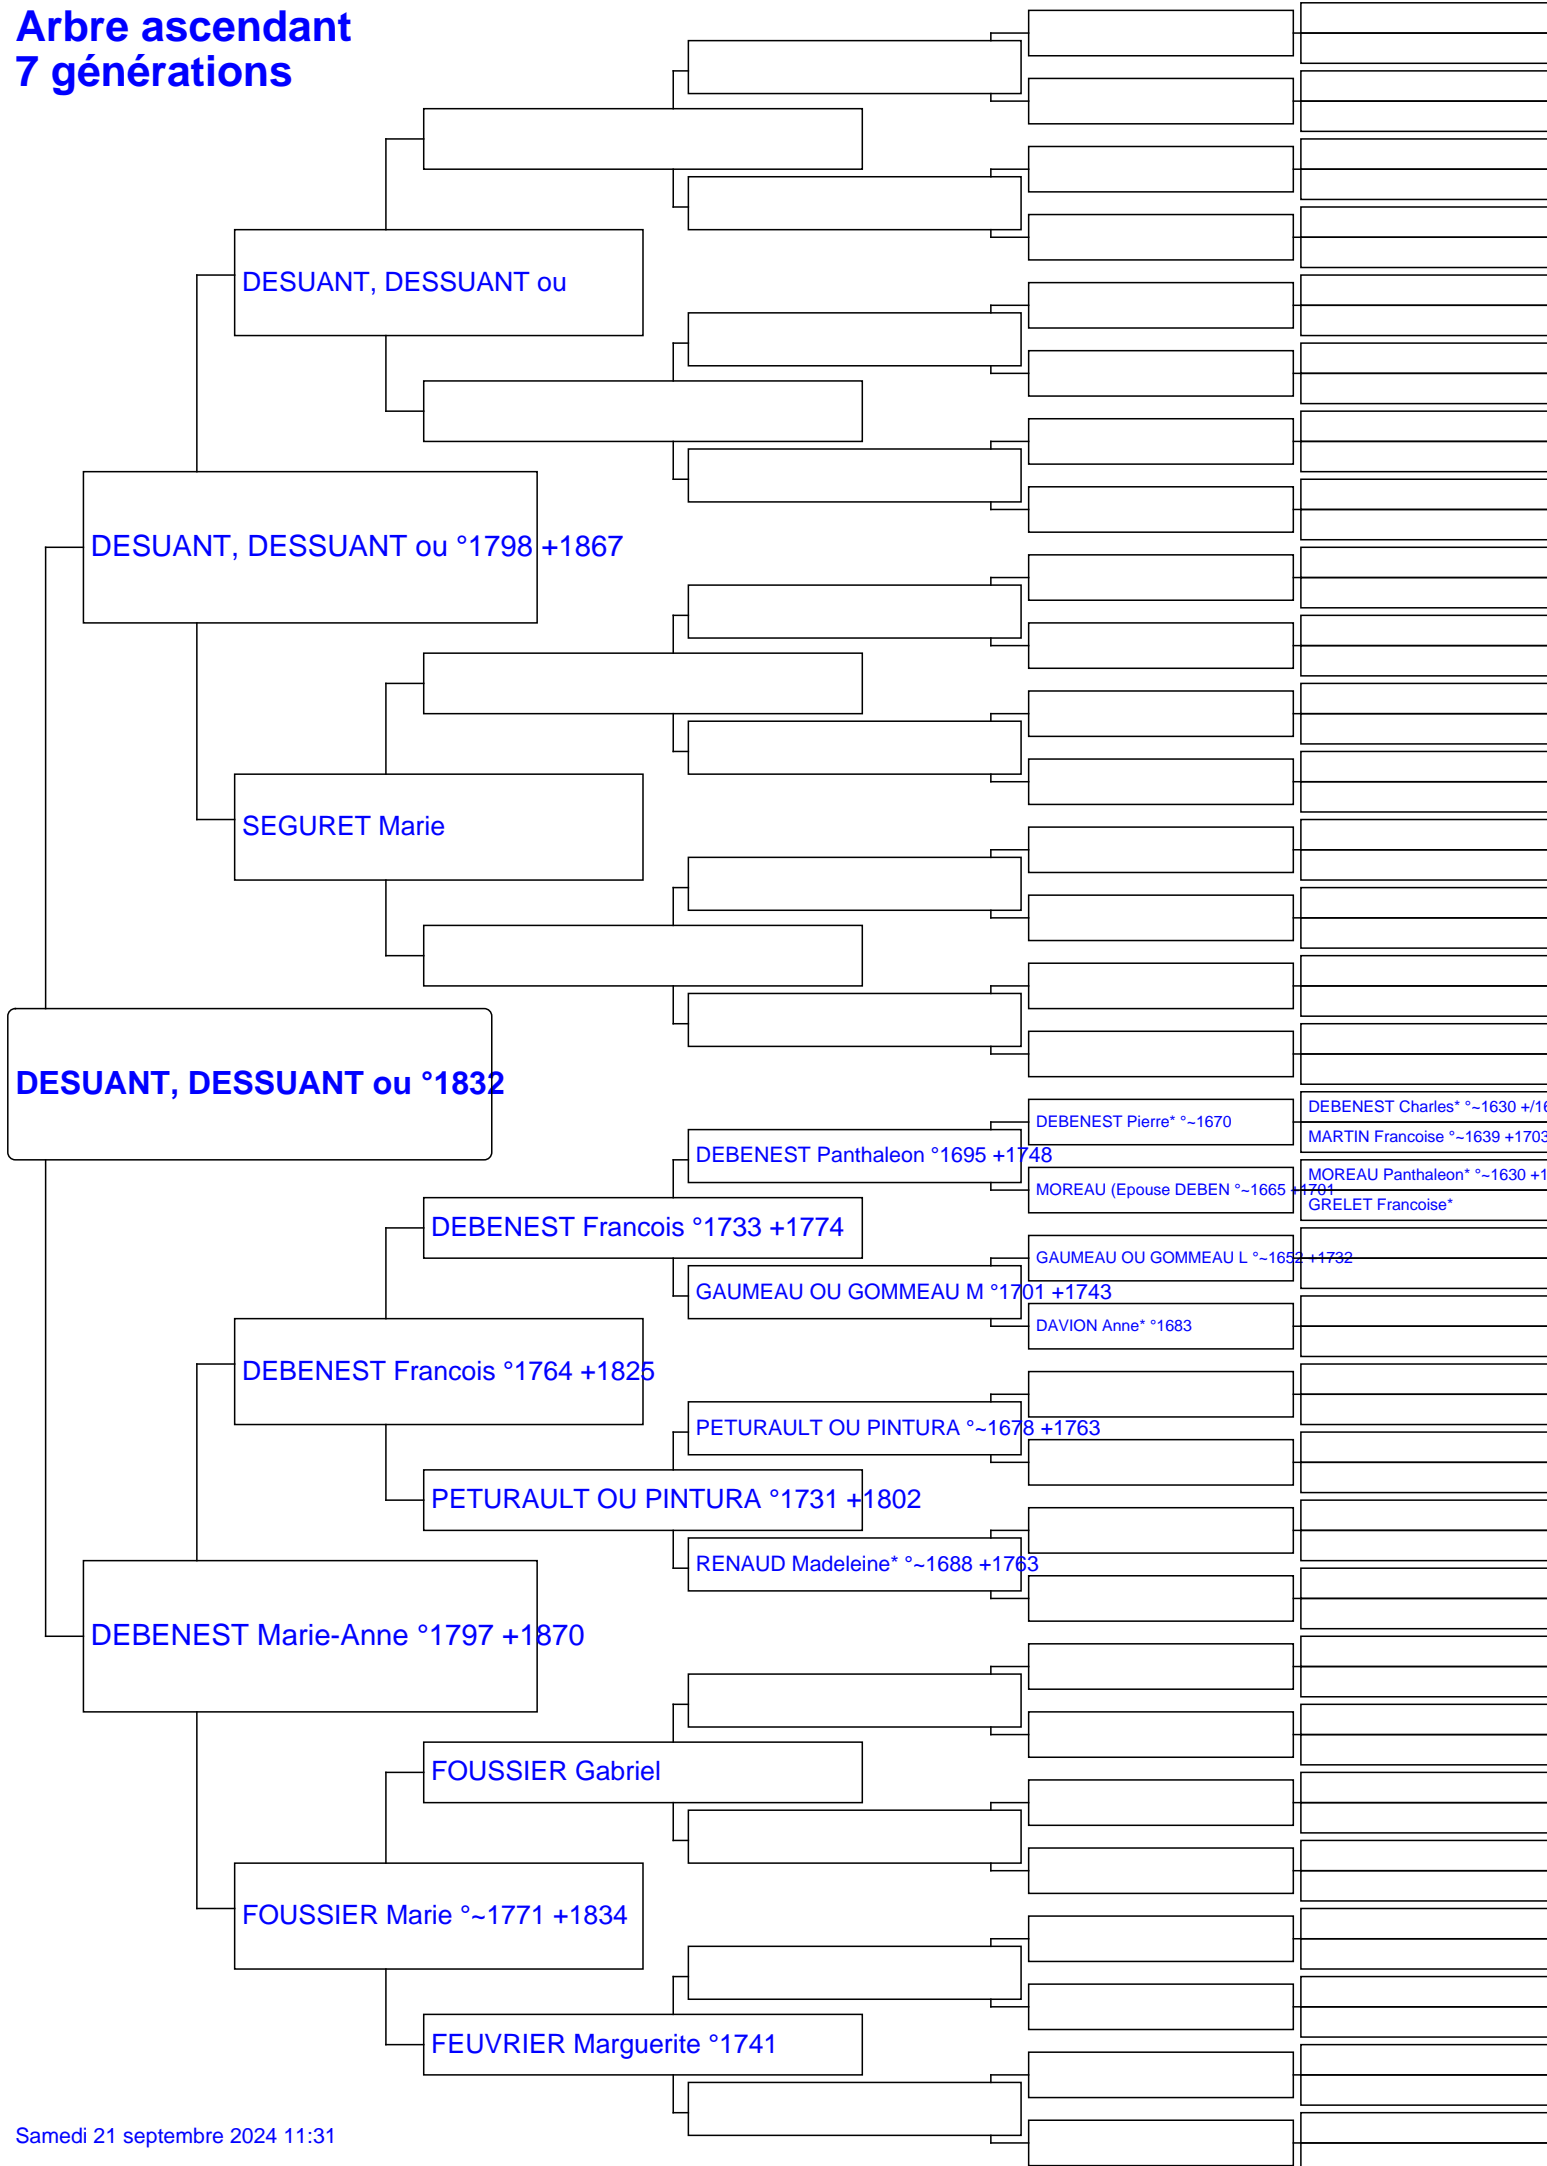 Arbre ascendant
7 générations
DESUANT, DESSUANT ou
DESUANT, DESSUANT ou °1798 +1867
SEGURET Marie
DESUANT, DESSUANT ou °1832
DEBENEST Charles* °~1630 +/16
DEBENEST Pierre* °~1670
MARTIN Francoise °~1639 +1703
DEBENEST Panthaleon °1695 +1748
MOREAU Panthaleon* °~1630 +1
MOREAU (Epouse DEBEN °~1665 +1701
GRELET Francoise*
DEBENEST Francois °1733 +1774
GAUMEAU OU GOMMEAU L °~1652 +1732
GAUMEAU OU GOMMEAU M °1701 +1743
DAVION Anne* °1683
DEBENEST Francois °1764 +1825
PETURAULT OU PINTURA °~1678 +1763
PETURAULT OU PINTURA °1731 +1802
RENAUD Madeleine* °~1688 +1763
DEBENEST Marie-Anne °1797 +1870
FOUSSIER Gabriel
FOUSSIER Marie °~1771 +1834
FEUVRIER Marguerite °1741
Samedi 21 septembre 2024 11:31